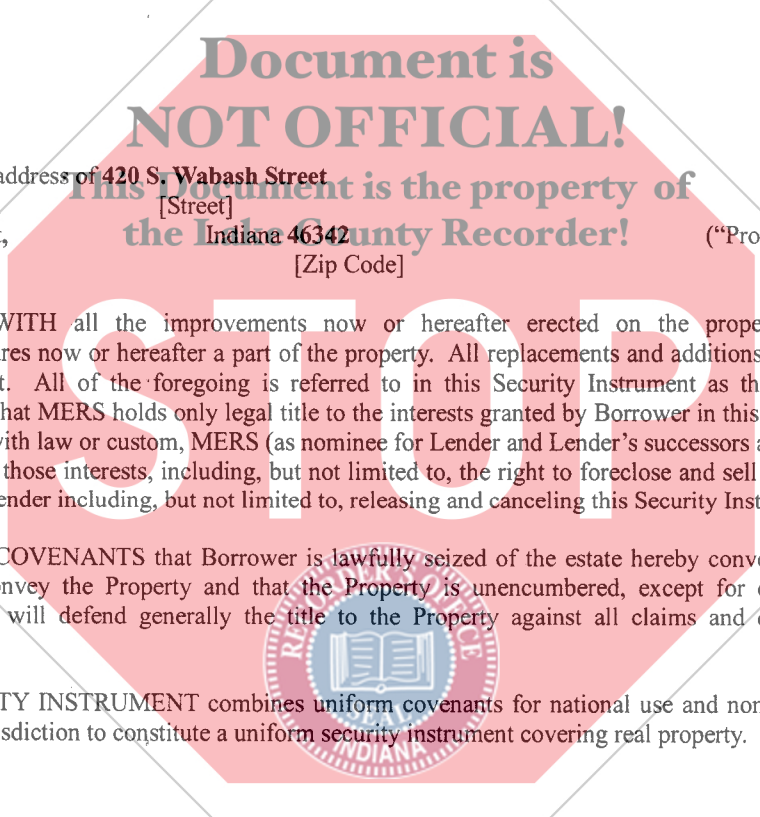 Document is
NOT OFFICIAL!
address of 420 S. Wabash Street
This Document is the property of
[Street]
Indiana 46342 ("Pro
the Lake County Recorder!
[Zip Code]
STOP
WITH all the improvements now or hereafter erected on the prope
res now or hereafter a part of the property. All replacements and additions
t. All of the foregoing is referred to in this Security Instrument as th
hat MERS holds only legal title to the interests granted by Borrower in this
vith law or custom, MERS (as nominee for Lender and Lender's successors a
those interests, including, but not limited to, the right to foreclose and sell
ender including, but not limited to, releasing and canceling this Security Inst
COVENANTS that Borrower is lawfully seized of the estate hereby conve
nvey the Property and that the Property is unencumbered, except for e
will defend generally the title to the Property against all claims and
RECORDER'S OFFICE
SEAL
INDIANA
TY INSTRUMENT combines uniform covenants for national use and non
sdiction to constitute a uniform security instrument covering real property.